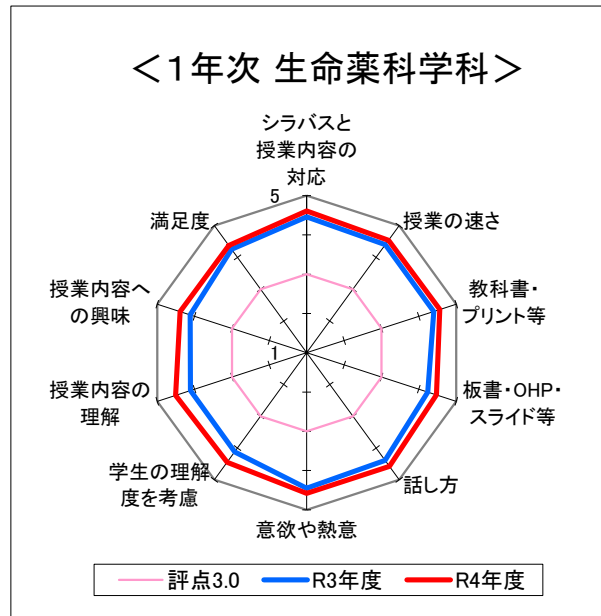 ＜１年次 生命薬科学科＞
シラバスと
授業内容の
対応
5
授業の速さ
教科書・
プリント等
板書・OHP・
スライド等
話し方
意欲や熱意
学生の理解
度を考慮
授業内容の
理解
授業内容へ
の興味
満足度
1
評点3.0
R3年度
R4年度